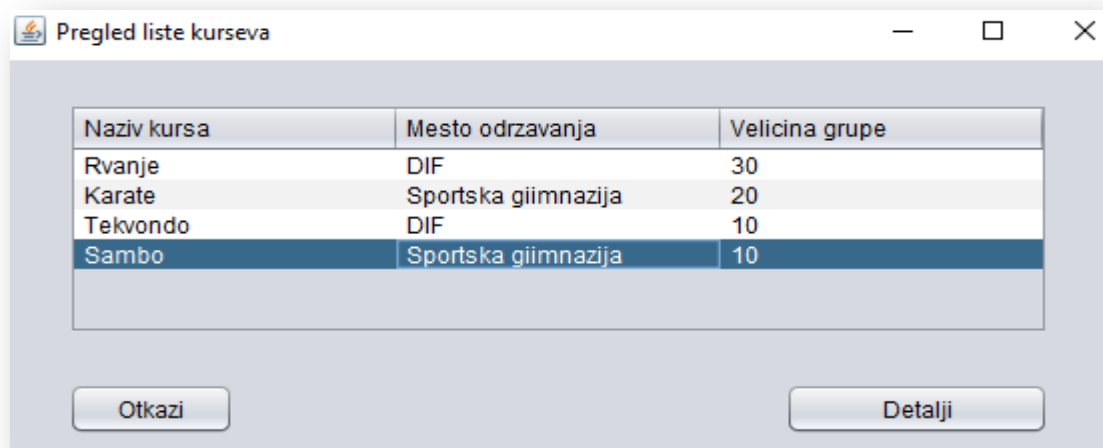 Pregled liste kurseva
Naziv kursa Mesto odrzavanja Velicina grupe
Rvanje DIF 30
Karate Sportska giimnazija 20
Tekvondo DIF 10
Sambo Sportska giimnazija 10
Otkazi Detalji